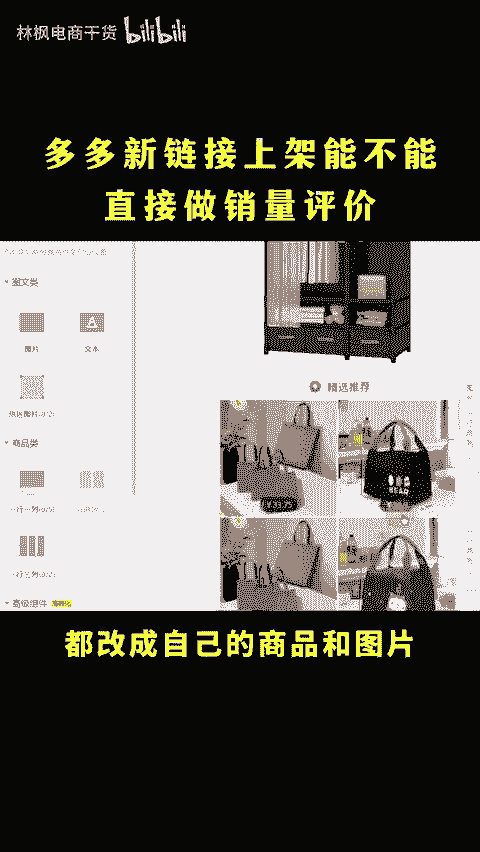 林枫电商干货 bilibili
多多新链接上架能不能
直接做销量评价
图文类
图片 文本
精选推荐
商品类
高级组件
都改成自己的商品和图片